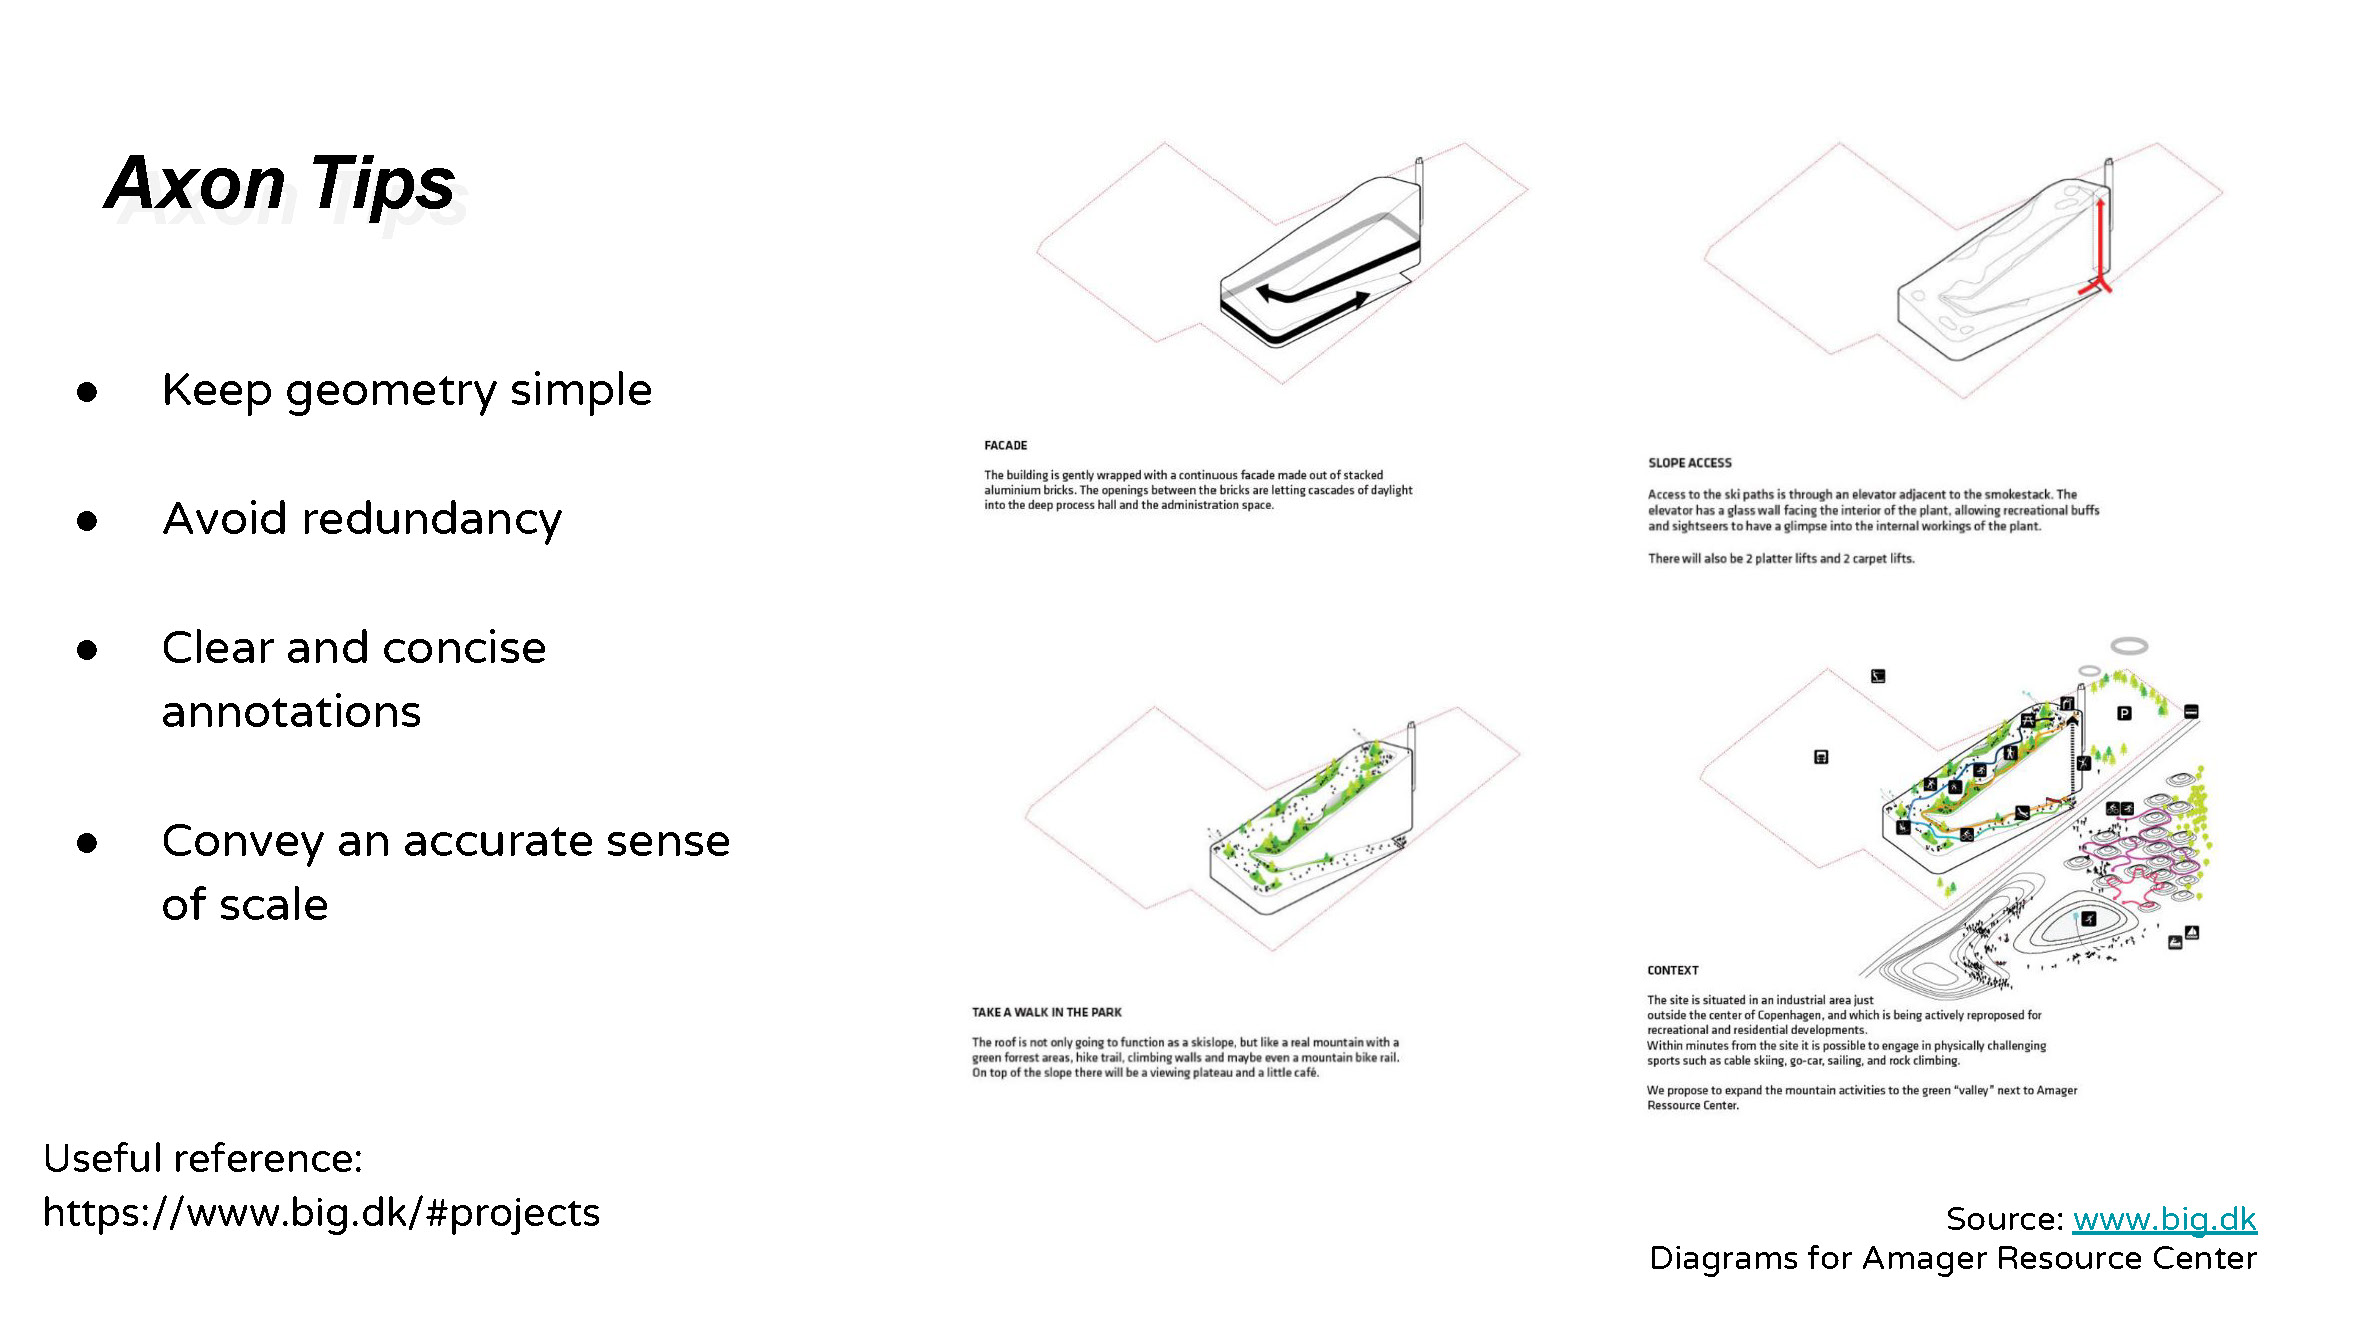 Axon Tips
● Keep geometry simple
● Avoid redundancy
● Clear and concise
annotations
● Convey an accurate sense
of scale
Useful reference:
https://www.big.dk/#projects
FACADE
The building is gently wrapped with a continuous facade made out of stacked
aluminium bricks. The openings between the bricks are letting cascades of daylight
into the deep process hall and the administration space.
SLOPE ACCESS
Access to the ski paths is through an elevator adjacent to the smokestack. The
elevator has a glass wall facing the interior of the plant, allowing recreational buffs
and sightseers to have a glimpse into the internal workings of the plant.
There will also be 2 platter lifts and 2 carpet lifts.
TAKE A WALK IN THE PARK
The roof is not only going to function as a skislope, but like a real mountain with a
green forrest areas, hike trail, climbing walls and maybe even a mountain bike rail.
On top of the slope there will be a viewing plateau and a little café.
P
CONTEXT
The site is situated in an industrial area just
outside the center of Copenhagen, and which is being actively reproposed for
recreational and residential developments.
Within minutes from the site it is possible to engage in physically challenging
sports such as cable skiing, go-car, sailing, and rock climbing.
We propose to expand the mountain activities to the green “valley” next to Amager
Ressource Center.
Source: www.big.dk
Diagrams for Amager Resource Center